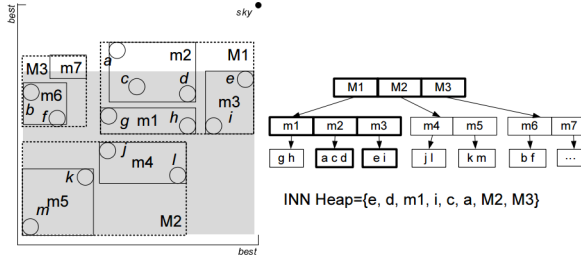 best
sky
a
m2
M1
M3
m7
c
d
e
m6
m3
b
f
g
m1
h
i
j
m4
l
k
m
m5
M2
best
M1 M2 M3
m1 m2 m3 m4 m5 m6 m7
g h a c d e i j l k m b f ...
INN Heap={e, d, m1, i, c, a, M2, M3}